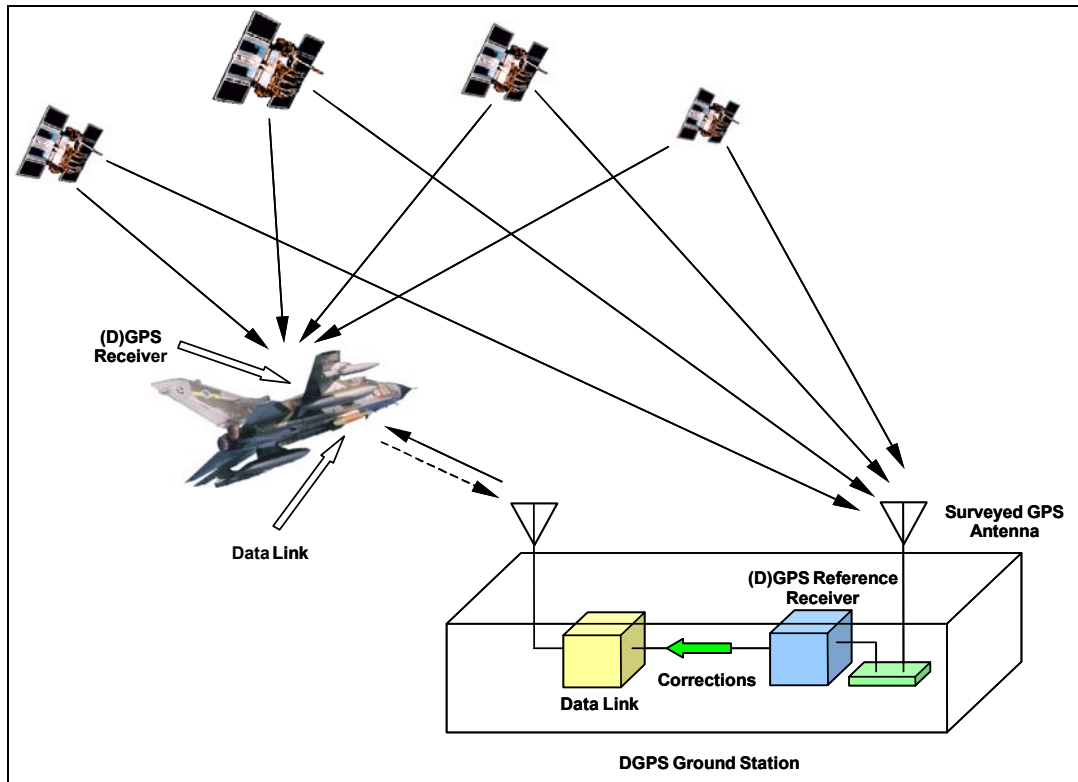 (D)GPS
Receiver
Data Link
Surveyed GPS
Antenna
(D)GPS Reference
Receiver
Corrections
Data Link
DGPS Ground Station